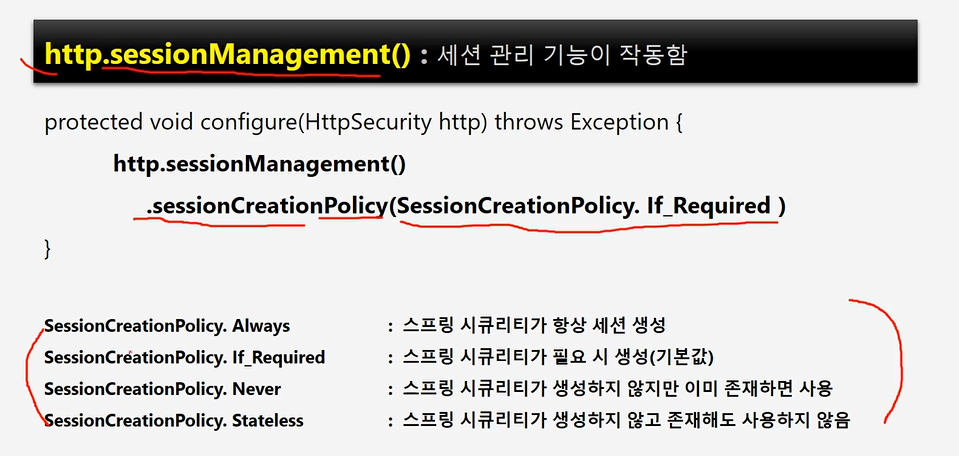 http.sessionManagement() : 세션 관리 기능이 작동함
protected void configure(HttpSecurity http) throws Exception {
http.sessionManagement()
.sessionCreationPolicy(SessionCreationPolicy. If_Required )
}
SessionCreationPolicy. Always : 스프링 시큐리티가 항상 세션 생성
SessionCreationPolicy. If_Required : 스프링 시큐리티가 필요 시 생성(기본값)
SessionCreationPolicy. Never : 스프링 시큐리티가 생성하지 않지만 이미 존재하면 사용
SessionCreationPolicy. Stateless : 스프링 시큐리티가 생성하지 않고 존재해도 사용하지 않음